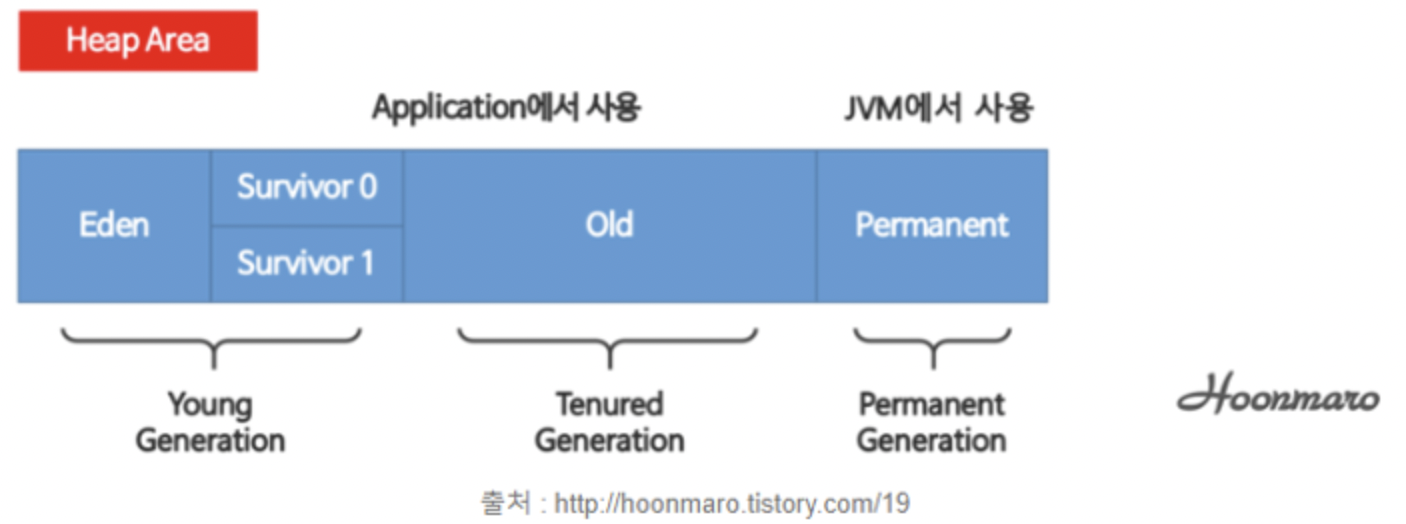 Heap Area
Application에서 사용
JVM에서 사용
Eden
Survivor 0
Survivor 1
Old
Permanent
Young
Generation
Tenured
Generation
Permanent
Generation
Hoonmaro
출처 : http://hoonmaro.tistory.com/19